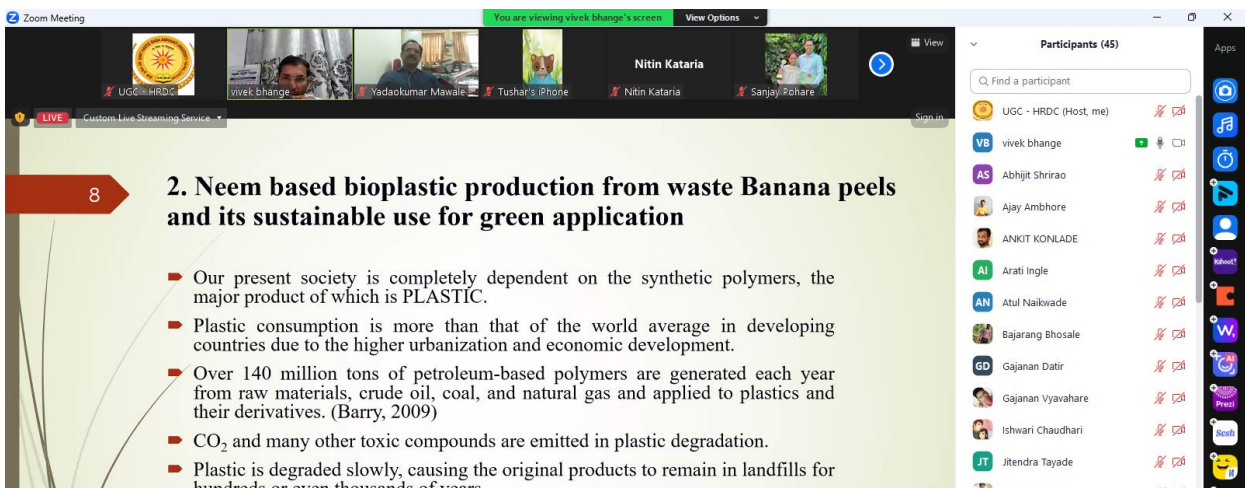 Zoom Meeting
You are viewing vivek bhange's screen
View Options
UGC - HRDC
vivek bhange
Yadaokumar Mawale
Tushar's iPhone
Nitin Kataria
Nitin Kataria
Sanjay Pohare
View
LIVE
Custom Live Streaming Service
Sign in
8
2. Neem based bioplastic production from waste Banana peels
and its sustainable use for green application
Our present society is completely dependent on the synthetic polymers, the
major product of which is PLASTIC.
Plastic consumption is more than that of the world average in developing
countries due to the higher urbanization and economic development.
Over 140 million tons of petroleum-based polymers are generated each year
from raw materials, crude oil, coal, and natural gas and applied to plastics and
their derivatives. (Barry, 2009)
CO₂ and many other toxic compounds are emitted in plastic degradation.
Plastic is degraded slowly, causing the original products to remain in landfills for
hundreds or even thousands of years
Participants (45)
Find a participant
UGC - HRDC (Host, me)
VB vivek bhange
AS Abhijit Shrirao
Ajay Ambhore
ANKIT KONLADE
AI Arati Ingle
AN Atul Naikwade
Bajarang Bhosale
GD Gajanan Datir
Gajanan Vyavahare
Ishwari Chaudhari
JT Jitendra Tayade
Apps
Kahoot!
W,
AI
Prezi
Sesh